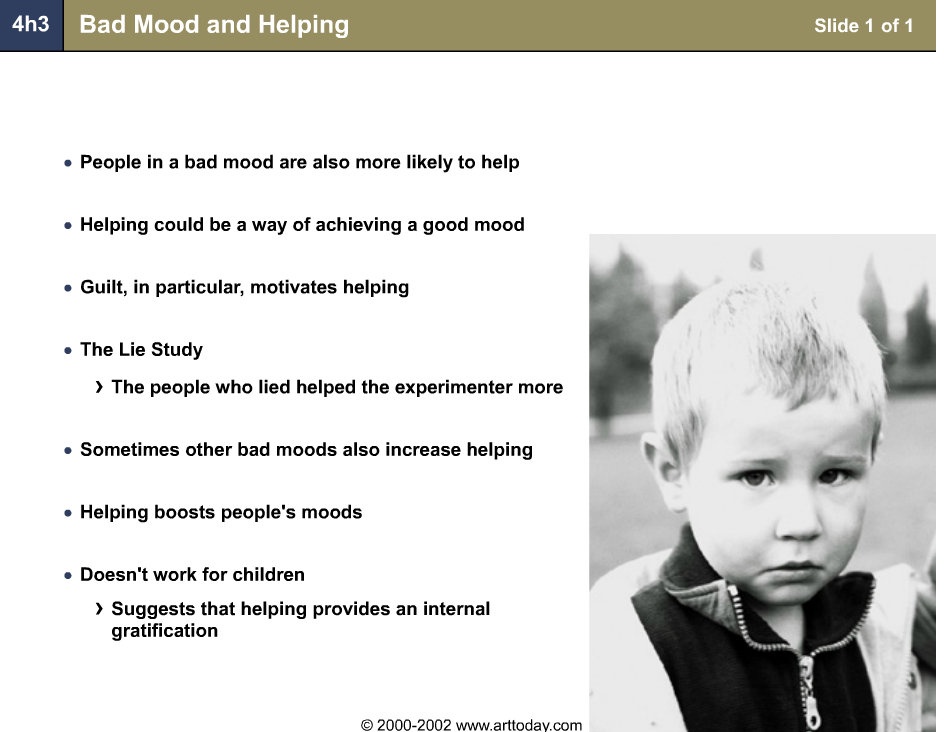 4h3
Bad Mood and Helping
Slide 1 of 1
• People in a bad mood are also more likely to help
• Helping could be a way of achieving a good mood
• Guilt, in particular, motivates helping
• The Lie Study
› The people who lied helped the experimenter more
• Sometimes other bad moods also increase helping
• Helping boosts people's moods
• Doesn't work for children
› Suggests that helping provides an internal
gratification
© 2000-2002 www.arttoday.com